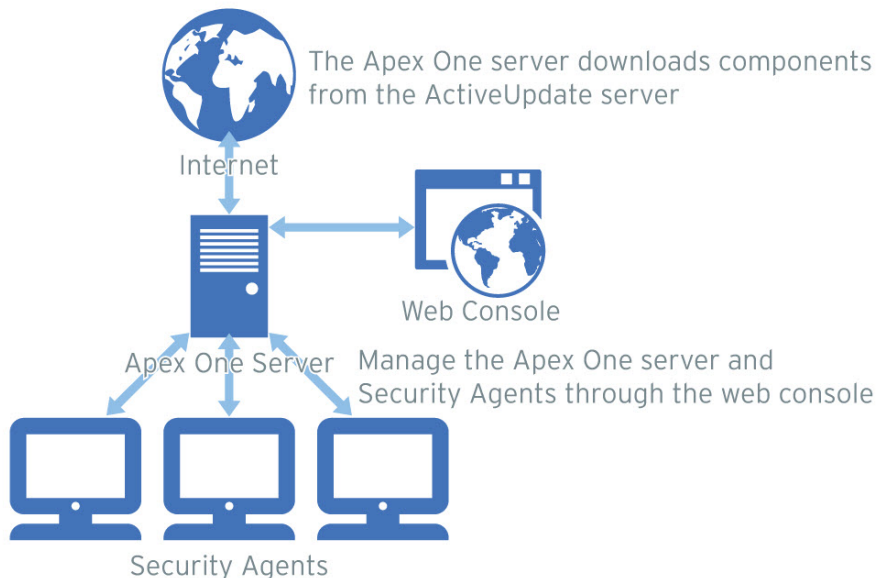 The Apex One server downloads components
from the ActiveUpdate server
Internet
Web Console
Apex One Server
Manage the Apex One server and
Security Agents through the web console
Security Agents